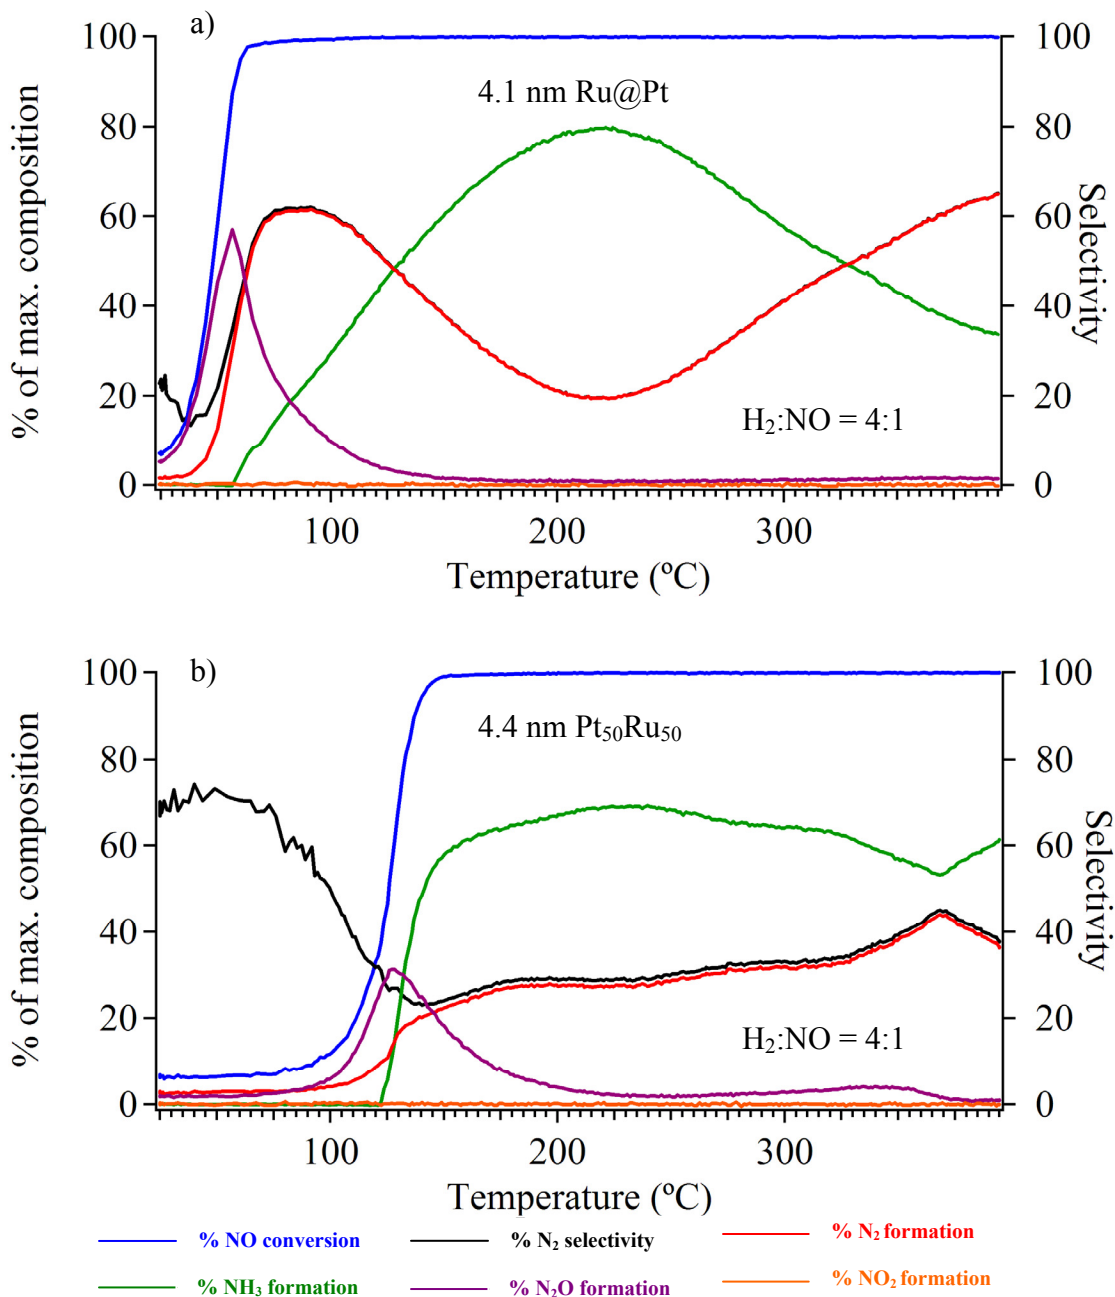 a)
4.1 nm Ru@Pt
H₂:NO = 4:1
% of max. composition
Selectivity
100
80
60
40
20
0
100
80
60
40
20
0
100 200 300
Temperature (ºC)
b)
4.4 nm Pt₅₀Ru₅₀
H₂:NO = 4:1
% of max. composition
Selectivity
100
80
60
40
20
0
100
80
60
40
20
0
100 200 300
Temperature (ºC)
% NO conversion % N₂ selectivity % N₂ formation
% NH₃ formation % N₂O formation % NO₂ formation